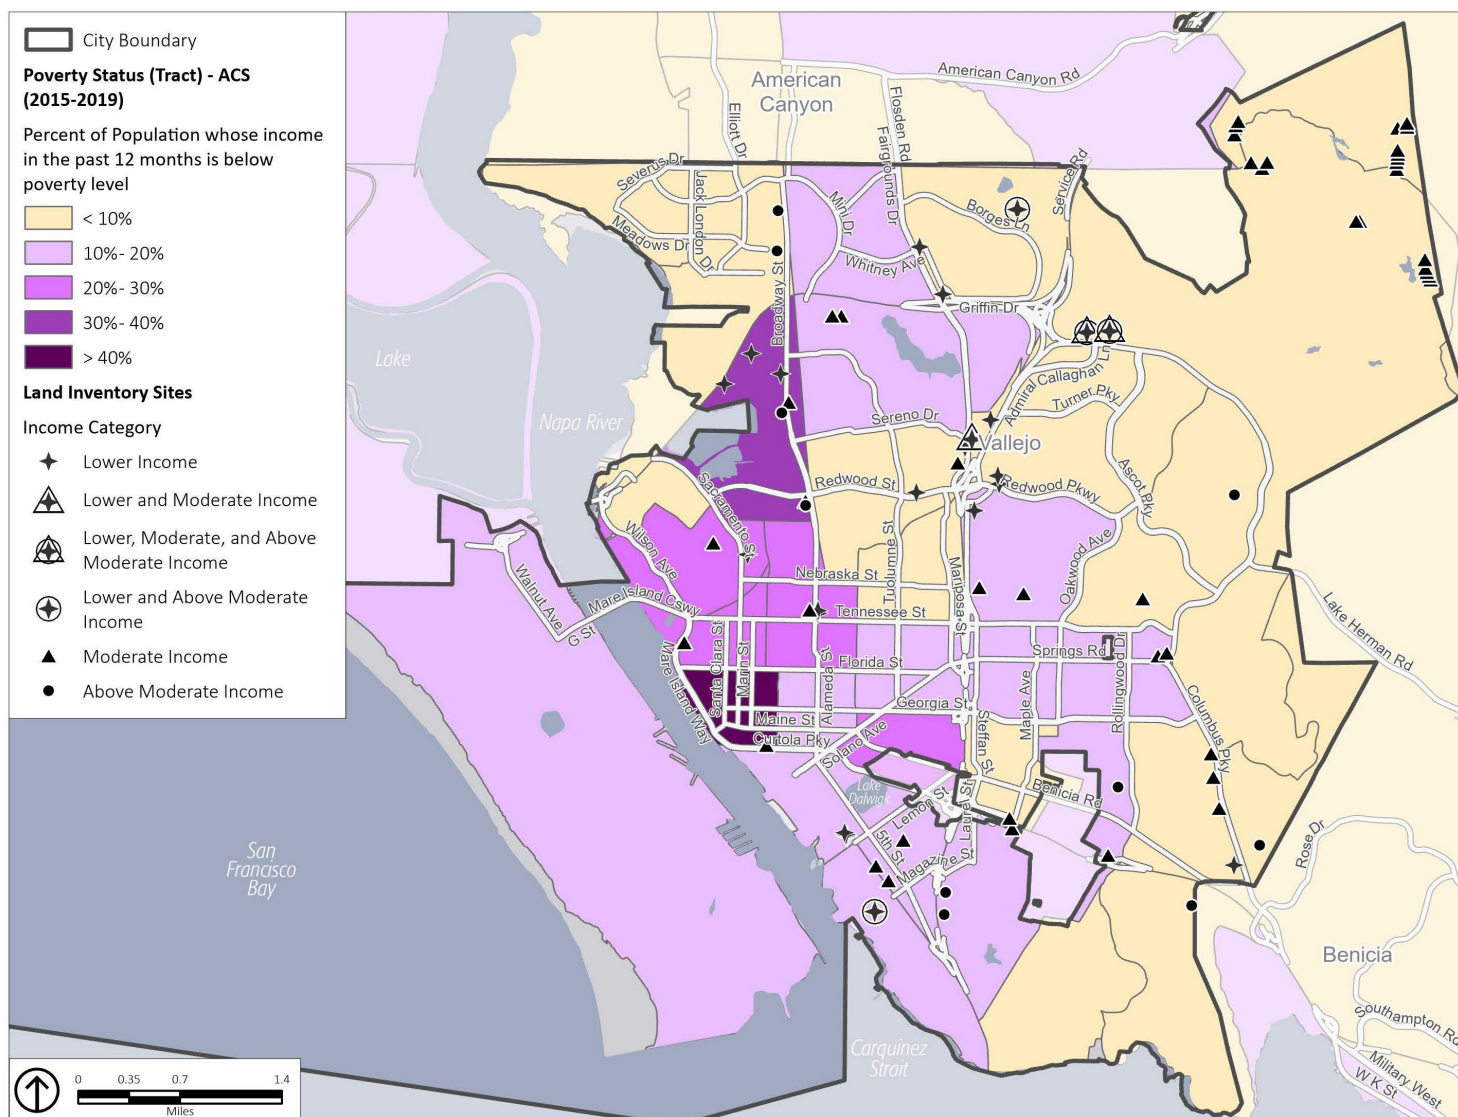 City Boundary
Poverty Status (Tract) - ACS
(2015-2019)
Percent of Population whose income
in the past 12 months is below
poverty level
< 10%
10%- 20%
20%- 30%
30%- 40%
> 40%
Land Inventory Sites
Income Category
Lower Income
Lower and Moderate Income
Lower, Moderate, and Above
Moderate Income
Lower and Above Moderate
Income
Moderate Income
Above Moderate Income
0 0.35 0.7 1.4
Miles
American
Canyon
American Canyon Rd
Elliott Dr
Flosden Rd
Fairgrounds Dr
Service Rd
Severus Dr
Jack London Dr
Meadows Dr
Mini Dr
Borges Ln
Whitney Ave
Broadway St
Griffin Dr
Lake
Napa River
Admiral Callaghan Ln
Turner Pky
Sereno Dr
Vallejo
Ascot Pky
Redwood St
Redwood Pkwy
Sacramento St
Wilson Ave
Tuolumne St
Mariposa St
Oakwood Ave
Nebraska St
Walnut Ave
G St
Mare Island Cswy
Tennessee St
Lake Herman Rd
Springs Rd
Rollingwood Dr
Santa Clara St
Marin St
Florida St
Alameda St
Mare Island Way
Georgia St
Maple Ave
Steffan St
Columbus Pky
Maine St
Curtola Pky
Solano Ave
Lake
Dalwigk
Lemon St
Laurel St
Benicia Rd
5th St
Magazine St
Rose Dr
San
Francisco
Bay
Benicia
Carquinez
Strait
Southampton Rd
Military West
W K St